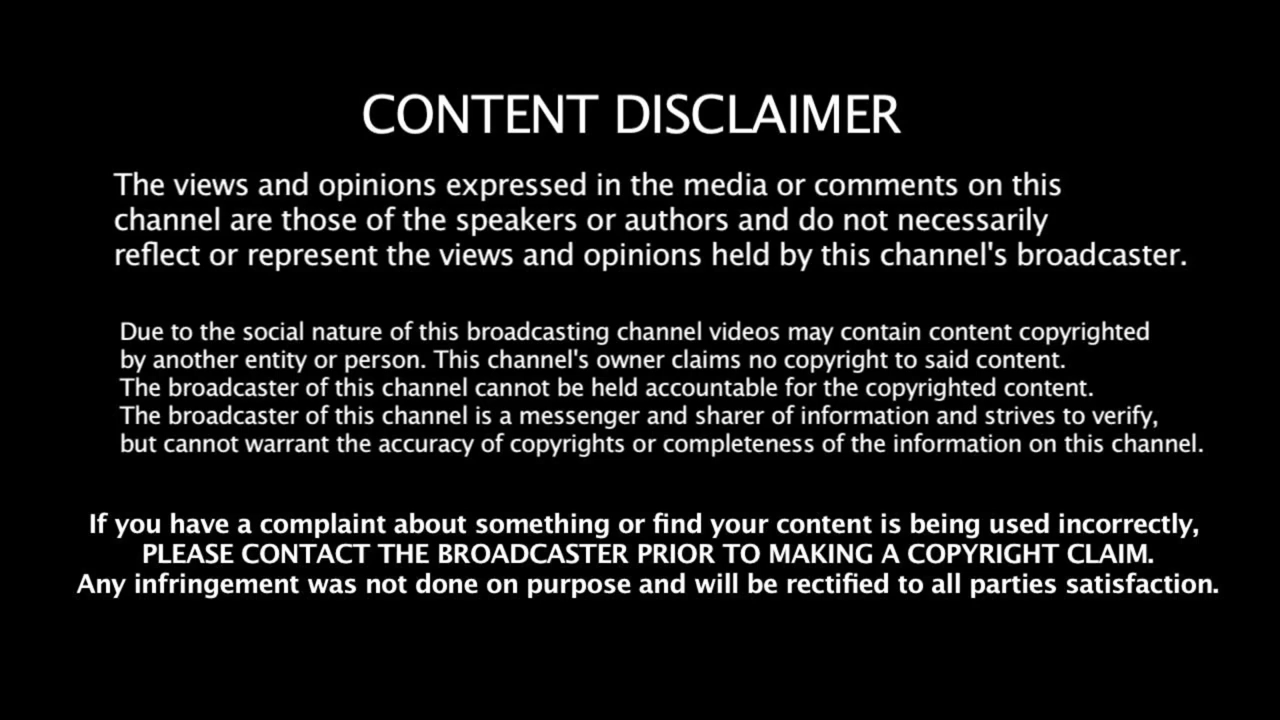 CONTENT DISCLAIMER
The views and opinions expressed in the media or comments on this
channel are those of the speakers or authors and do not necessarily
reflect or represent the views and opinions held by this channel's broadcaster.
Due to the social nature of this broadcasting channel videos may contain content copyrighted
by another entity or person. This channel's owner claims no copyright to said content.
The broadcaster of this channel cannot be held accountable for the copyrighted content.
The broadcaster of this channel is a messenger and sharer of information and strives to verify,
but cannot warrant the accuracy of copyrights or completeness of the information on this channel.
If you have a complaint about something or find your content is being used incorrectly,
PLEASE CONTACT THE BROADCASTER PRIOR TO MAKING A COPYRIGHT CLAIM.
Any infringement was not done on purpose and will be rectified to all parties satisfaction.